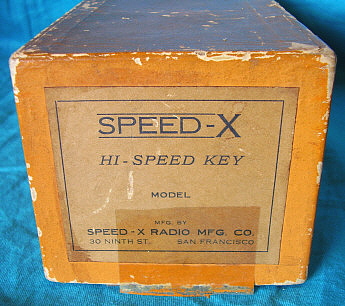 SPEED-X
HI-SPEED KEY
MODEL
MFG. BY
SPEED-X RADIO MFG. CO.
30 NINTH ST., SAN FRANCISCO